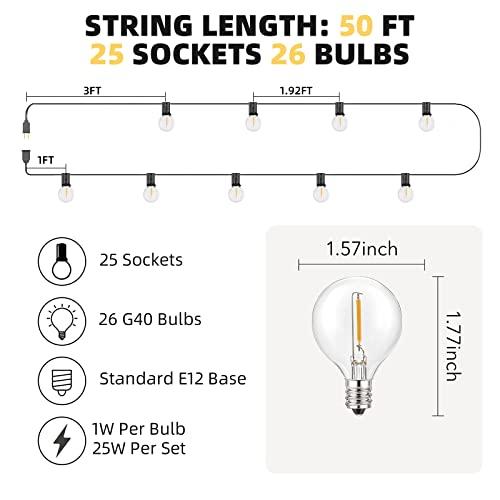 STRING LENGTH: 50 FT
25 SOCKETS 26 BULBS
3FT
1.92FT
1FT
25 Sockets
26 G40 Bulbs
Standard E12 Base
1W Per Bulb
25W Per Set
1.57inch
1.77inch